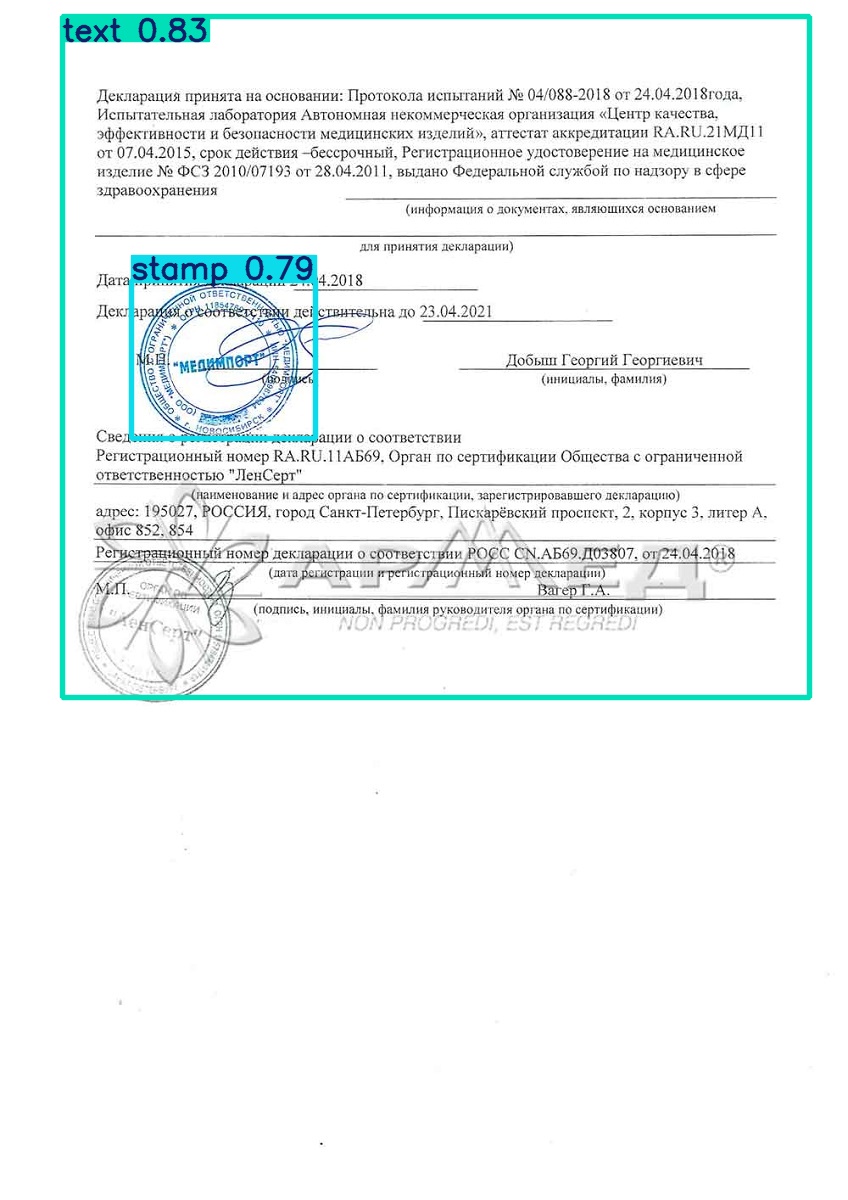 text 0.83
Декларация принята на основании: Протокола испытаний № 04/088-2018 от 24.04.2018года,
Испытательная лаборатория Автономная некоммерческая организация «Центр качества,
эффективности и безопасности медицинских изделий», аттестат аккредитации RA.RU.21МД11
от 07.04.2015, срок действия –бессрочный, Регистрационное удостоверение на медицинское
изделие № ФСЗ 2010/07193 от 28.04.2011, выдано Федеральной службой по надзору в сфере
здравоохранения
(информация о документах, являющихся основанием
для принятия декларации)
stamp 0.79
Дата принятия декларации 24.04.2018
Декларация о соответствии действительна до 23.04.2021
М.П.
"МЕДИМПОРТ"
г. НОВОСИБИРСК
Добыш Георгий Георгиевич
(подпись
(инициалы, фамилия)
Сведения о регистрации декларации о соответствии
Регистрационный номер RA.RU.11АБ69, Орган по сертификации Общества с ограниченной
ответственностью "ЛенСерт"
(наименование и адрес органа по сертификации, зарегистрировавшего декларацию)
адрес: 195027, РОССИЯ, город Санкт-Петербург, Пискарёвский проспект, 2, корпус 3, литер А,
офис 852, 854
Регистрационный номер декларации о соответствии РОСС CN.АБ69.Д03807, от 24.04.2018
(дата регистрации и регистрационный номер декларации)
АРМЕД®
М.П.
Вагер Г.А.
(подпись, инициалы, фамилия руководителя органа по сертификации)
"ЛенСерт"
NON PROGREDI, EST REGREDI